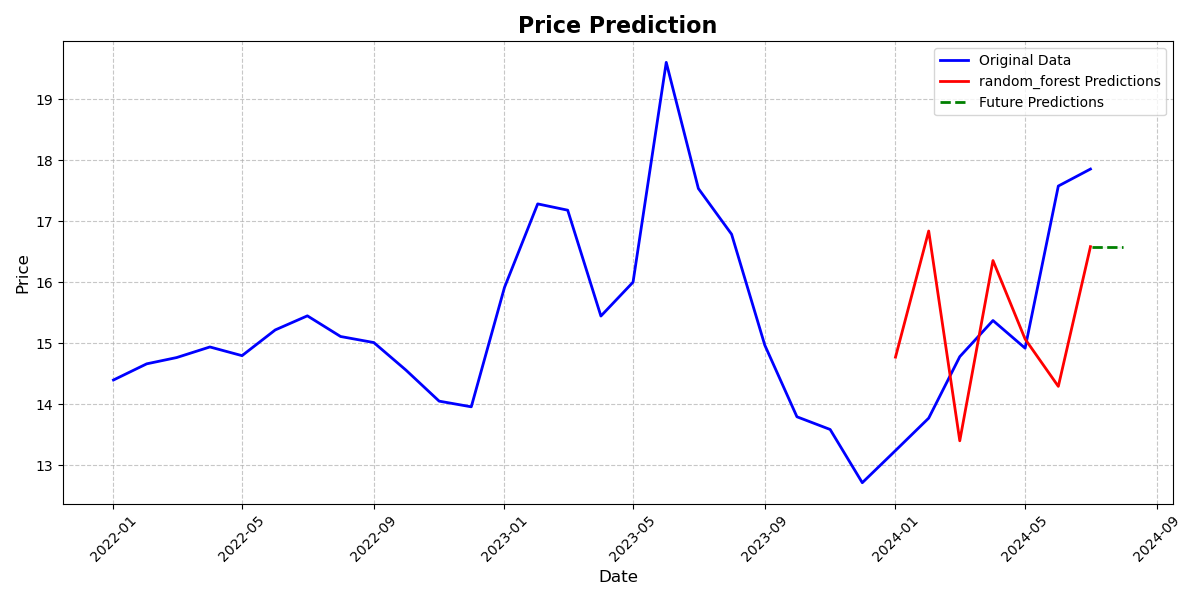 Price Prediction
Original Data
random_forest Predictions
Future Predictions
Price
19
18
17
16
15
14
13
2022-01
2022-05
2022-09
2023-01
2023-05
2023-09
2024-01
2024-05
2024-09
Date